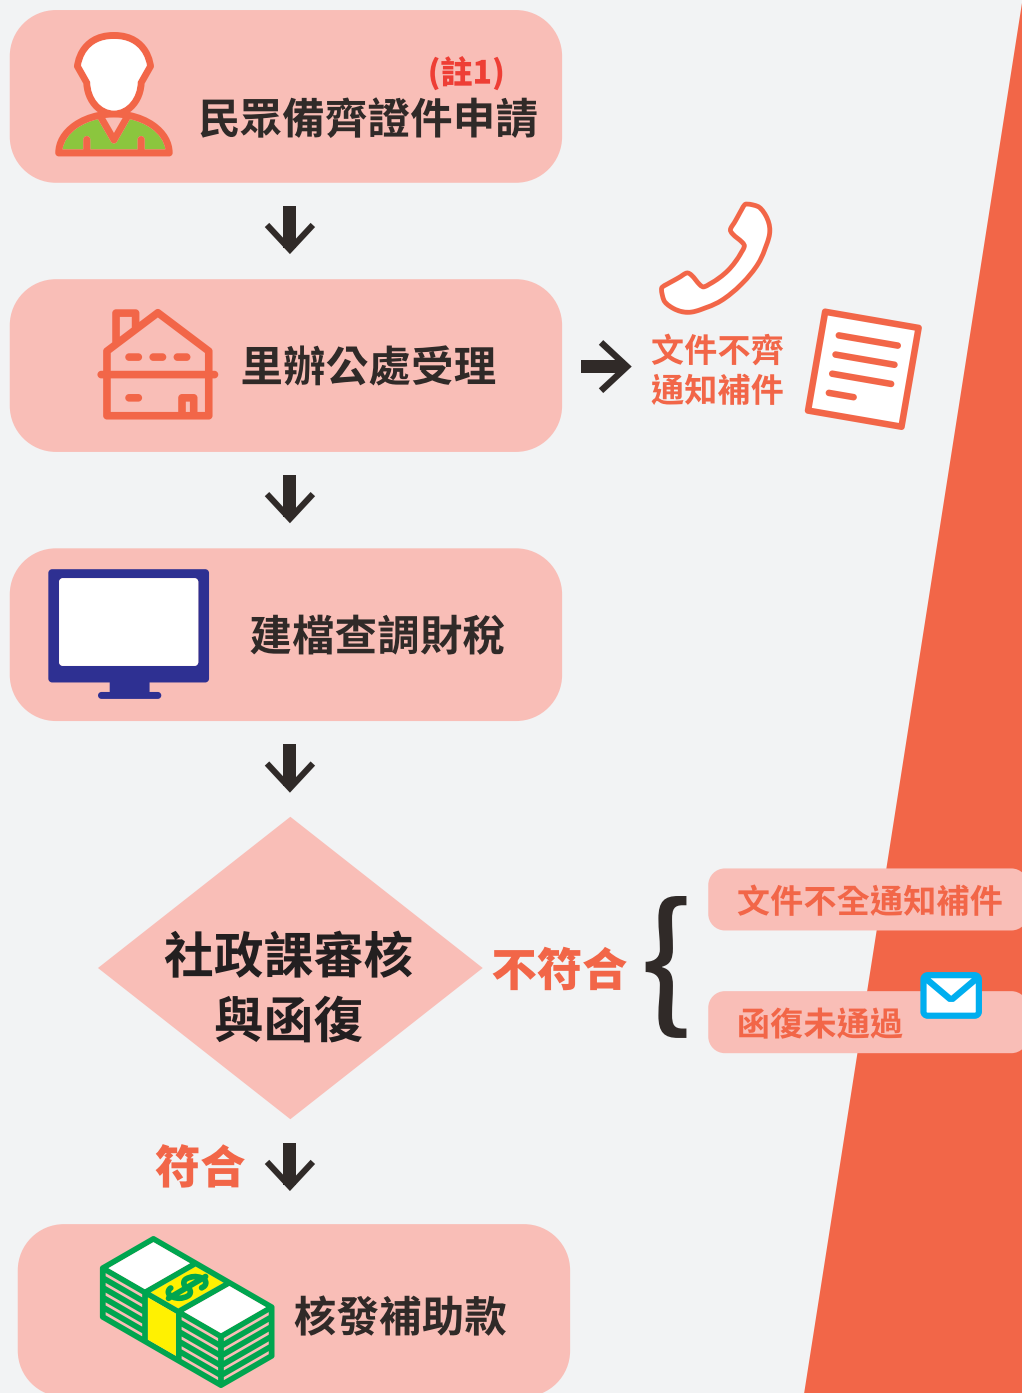 (註1)
民眾備齊證件申請
里辦公處受理
文件不齊
通知補件
建檔查調財稅
社政課審核
與函復
不符合
{
文件不全通知補件
函復未通過
符合
$
核發補助款